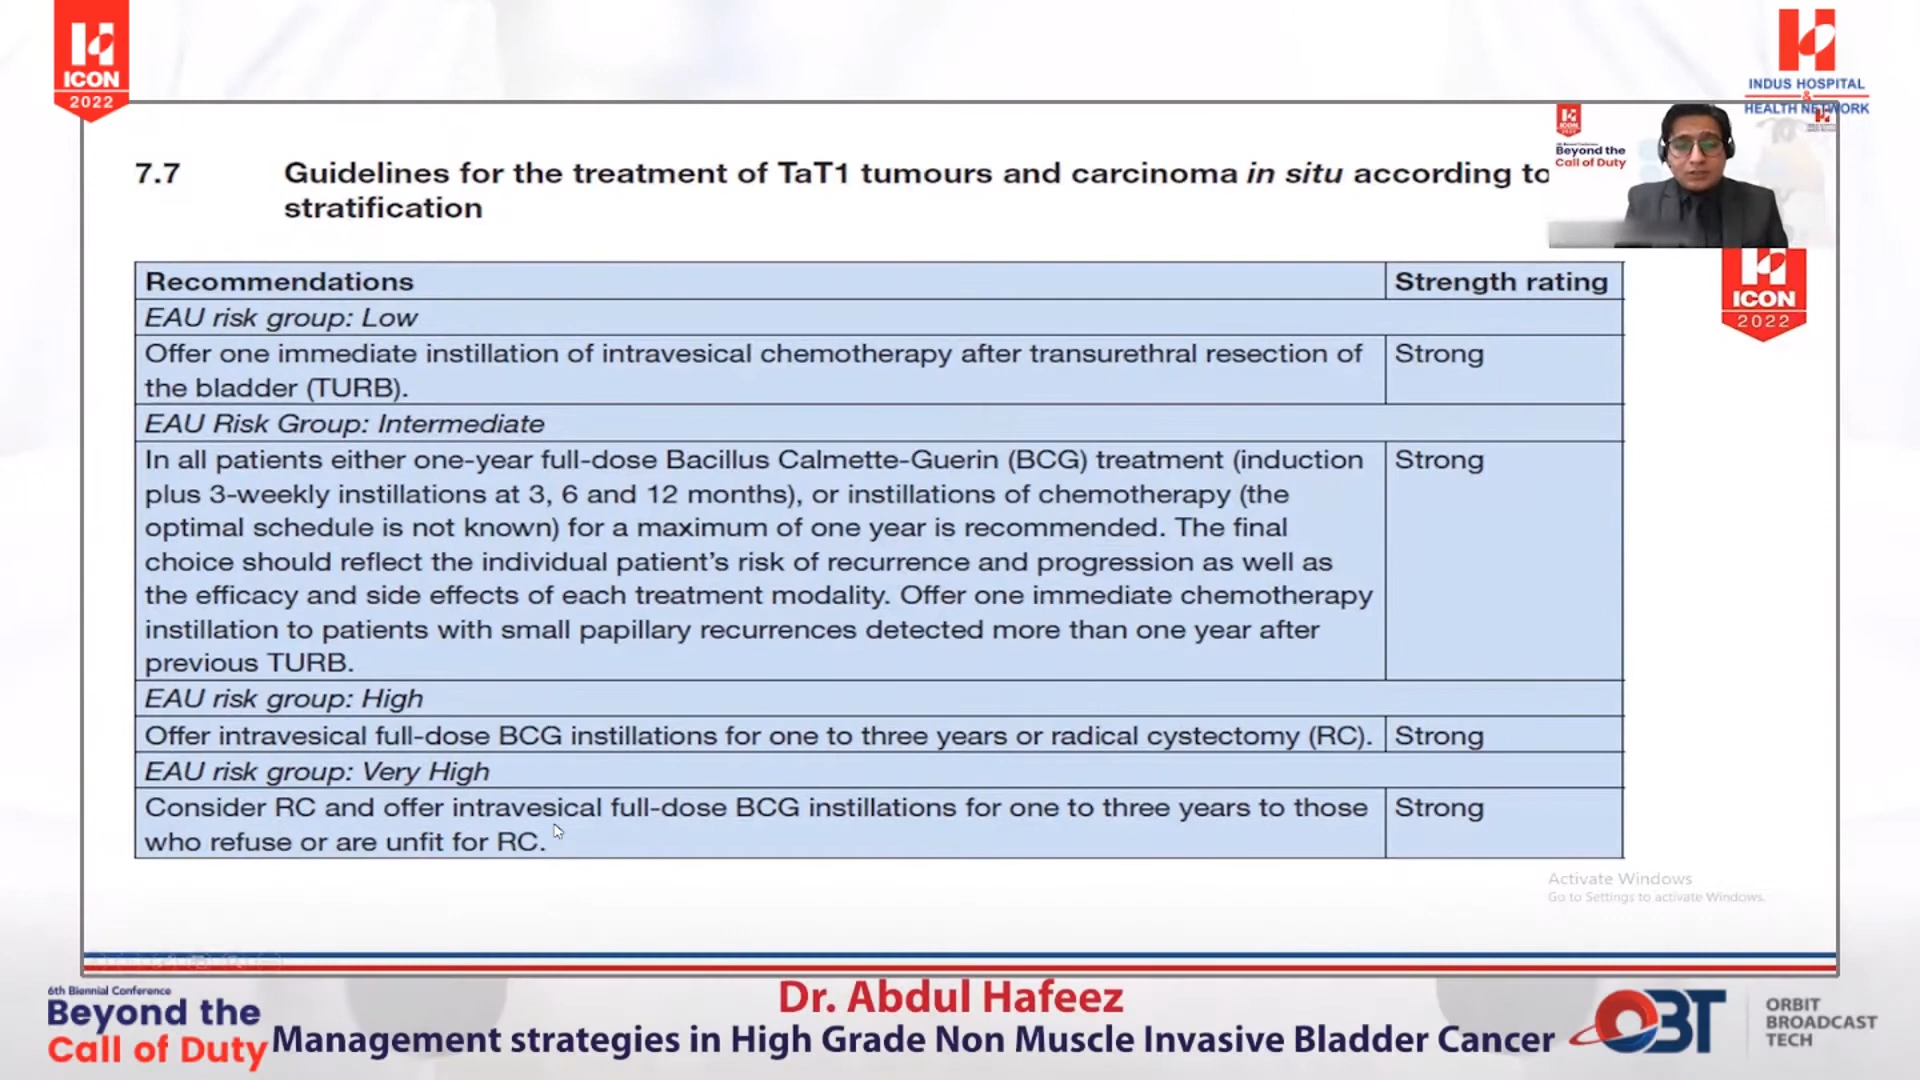 ICON
2022
INDUS HOSPITAL
&
HEALTH NETWORK
ICON
Beyond the
Call of Duty
7.7 Guidelines for the treatment of TaT1 tumours and carcinoma in situ according to
stratification
ICON
2022
Recommendations Strength rating
EAU risk group: Low
Offer one immediate instillation of intravesical chemotherapy after transurethral resection of Strong
the bladder (TURB).
EAU Risk Group: Intermediate
In all patients either one-year full-dose Bacillus Calmette-Guerin (BCG) treatment (induction Strong
plus 3-weekly instillations at 3, 6 and 12 months), or instillations of chemotherapy (the
optimal schedule is not known) for a maximum of one year is recommended. The final
choice should reflect the individual patient's risk of recurrence and progression as well as
the efficacy and side effects of each treatment modality. Offer one immediate chemotherapy
instillation to patients with small papillary recurrences detected more than one year after
previous TURB.
EAU risk group: High
Offer intravesical full-dose BCG instillations for one to three years or radical cystectomy (RC). Strong
EAU risk group: Very High
Consider RC and offer intravesical full-dose BCG instillations for one to three years to those Strong
who refuse or are unfit for RC.
Activate Windows
Go to Settings to activate Windows.
6th Biennial Conference
Beyond the
Call of Duty
Dr. Abdul Hafeez
Management strategies in High Grade Non Muscle Invasive Bladder Cancer
OBT
ORBIT
BROADCAST
TECH